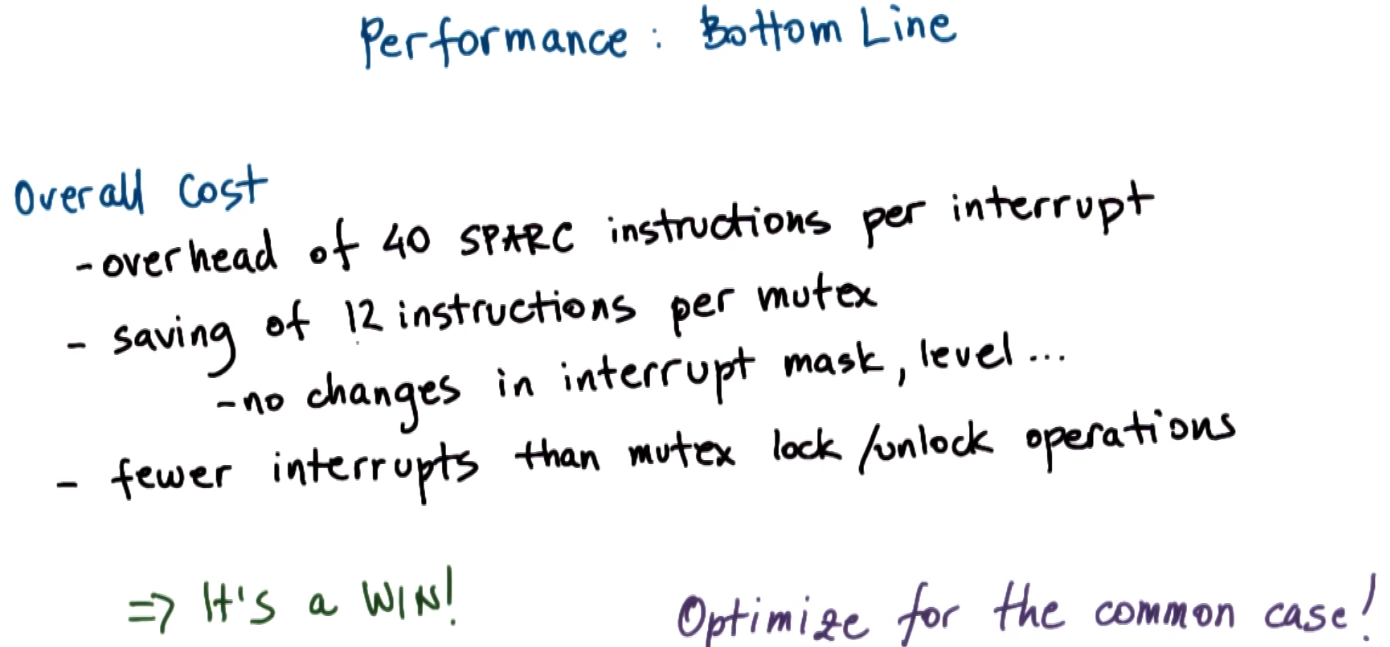 Performance: Bottom Line
Overall Cost
- overhead of 40 SPARC instructions per interrupt
- saving of 12 instructions per mutex
- no changes in interrupt mask, level...
- fewer interrupts than mutex lock/unlock operations
=> It's a WIN!
Optimize for the common case!